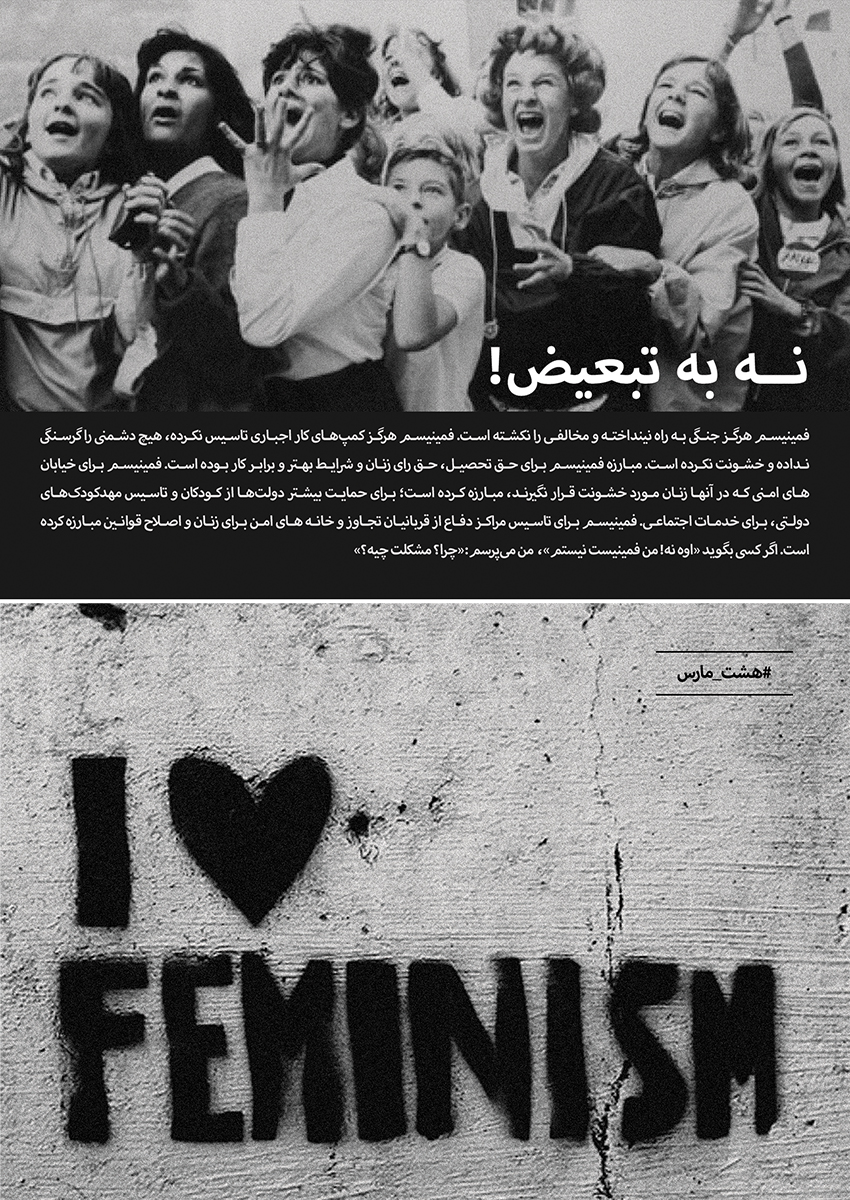 نه به تبعیض!
فمینیسم هرگز جنگی به راه نینداخته و مخالفی را نکشته است. فمینیسم هرگز کمپ‌های کار اجباری تاسیس نکرده، هیچ دشمنی را گرسنگی
نداده و خشونت نکرده است. مبارزه فمینیسم برای حق تحصیل، حق رای زنان و شرایط بهتر و برابر کار بوده است. فمینیسم برای خیابان
های امنی که در آنها زنان مورد خشونت قرار نگیرند، مبارزه کرده است؛ برای حمایت بیشتر دولت‌ها از کودکان و تاسیس مهدکودک‌های
دولتی، برای خدمات اجتماعی. فمینیسم برای تاسیس مراکز دفاع از قربانیان تجاوز و خانه های امن برای زنان و اصلاح قوانین مبارزه کرده
است. اگر کسی بگوید «اوه نه! من فمینیست نیستم»، من می‌پرسم:«چرا؟ مشکلت چیه؟»
#هشت_مارس
I ♥
FEMINISM